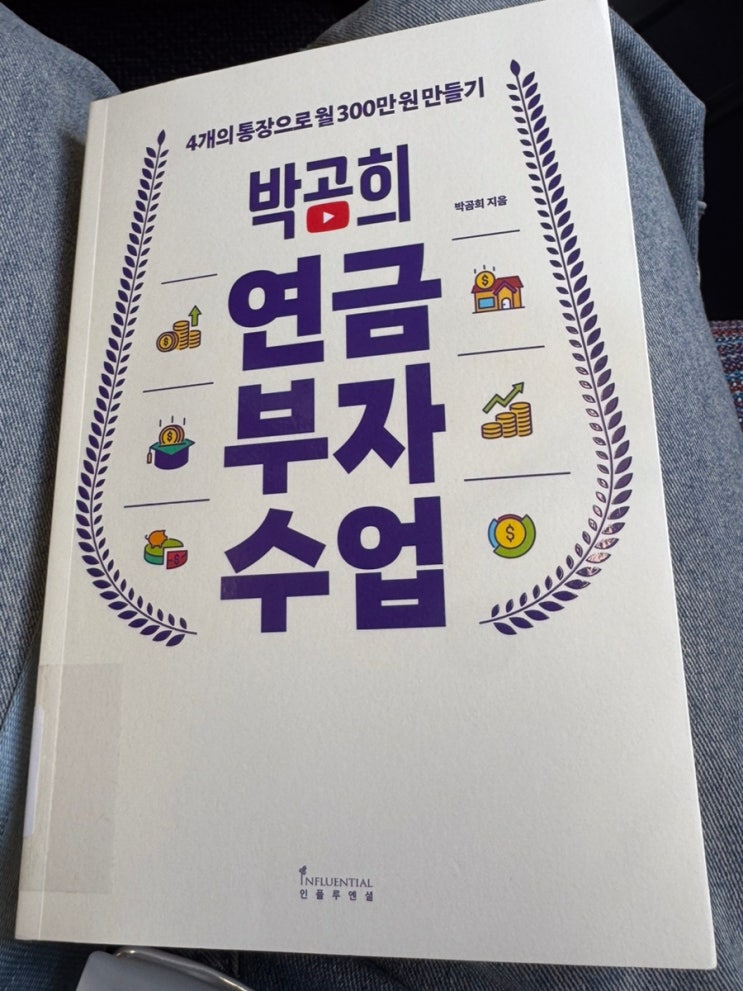 4개의 통장으로 월 300만 원 만들기
박곰희
박곰희 지음
연금
부자
수업
INFLUENTIAL
인플루엔셜